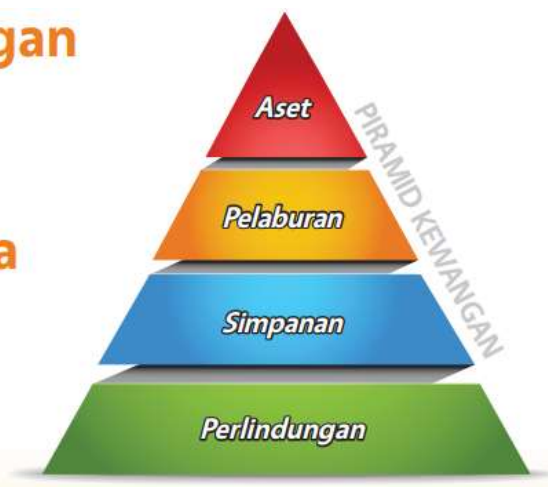 gan
a
Aset
Pelaburan
Simpanan
Perlindungan
PIRAMID KEWANGAN